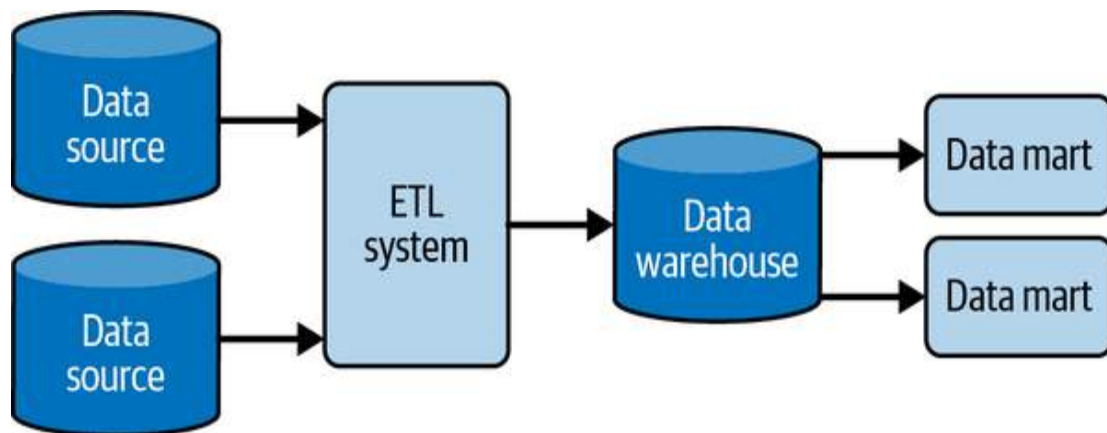 Data
source
Data
source
ETL
system
Data
warehouse
Data mart
Data mart